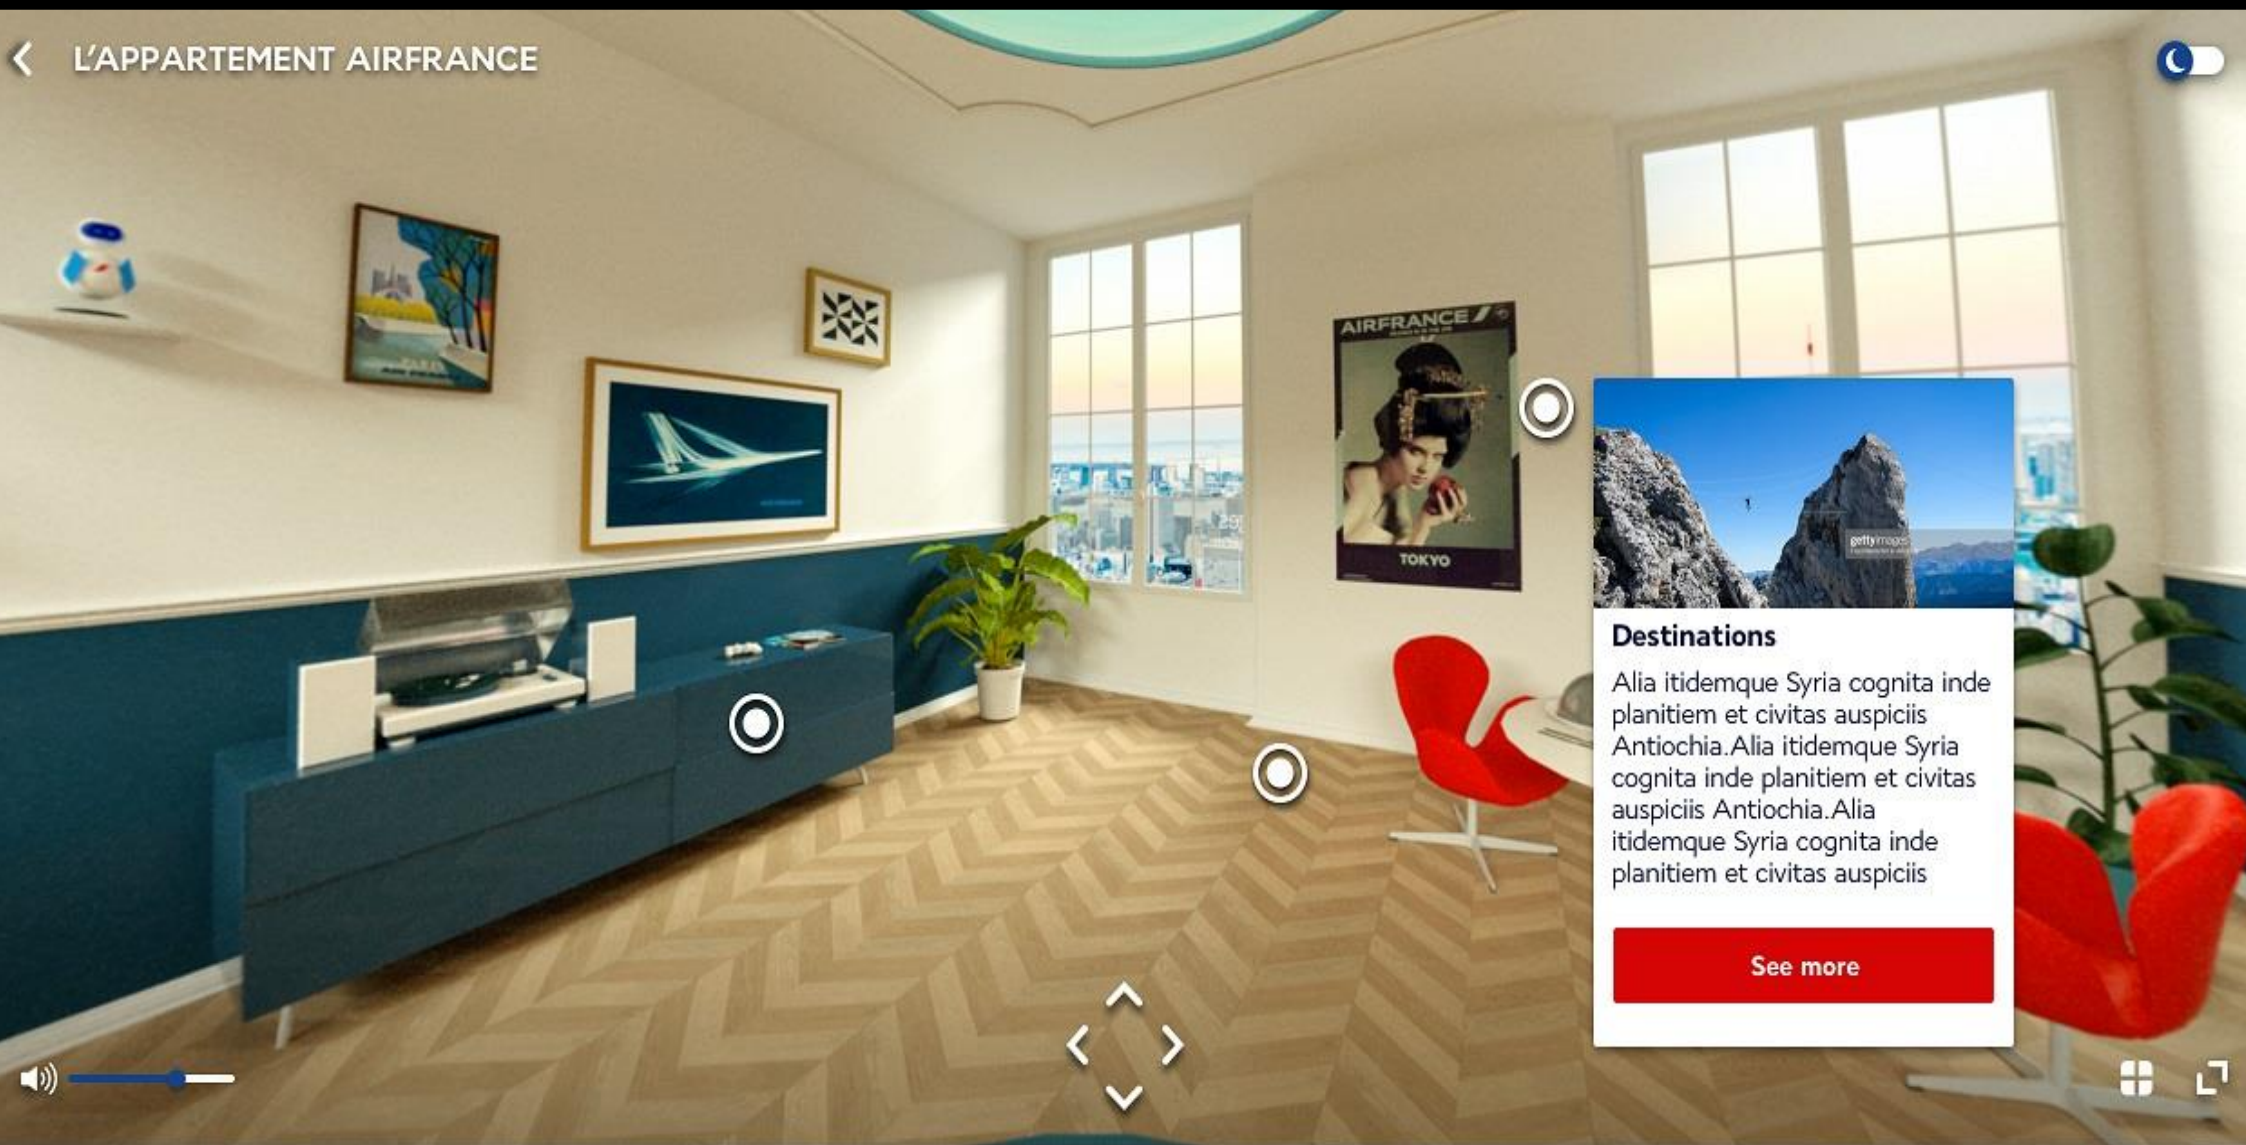 L'APPARTEMENT AIRFRANCE
AIRFRANCE
TOKYO
gettyimages
Destinations
Alia itidemque Syria cognita inde
planitiem et civitas auspiciis
Antiochia.Alia itidemque Syria
cognita inde planitiem et civitas
auspiciis Antiochia.Alia
itidemque Syria cognita inde
planitiem et civitas auspiciis
See more